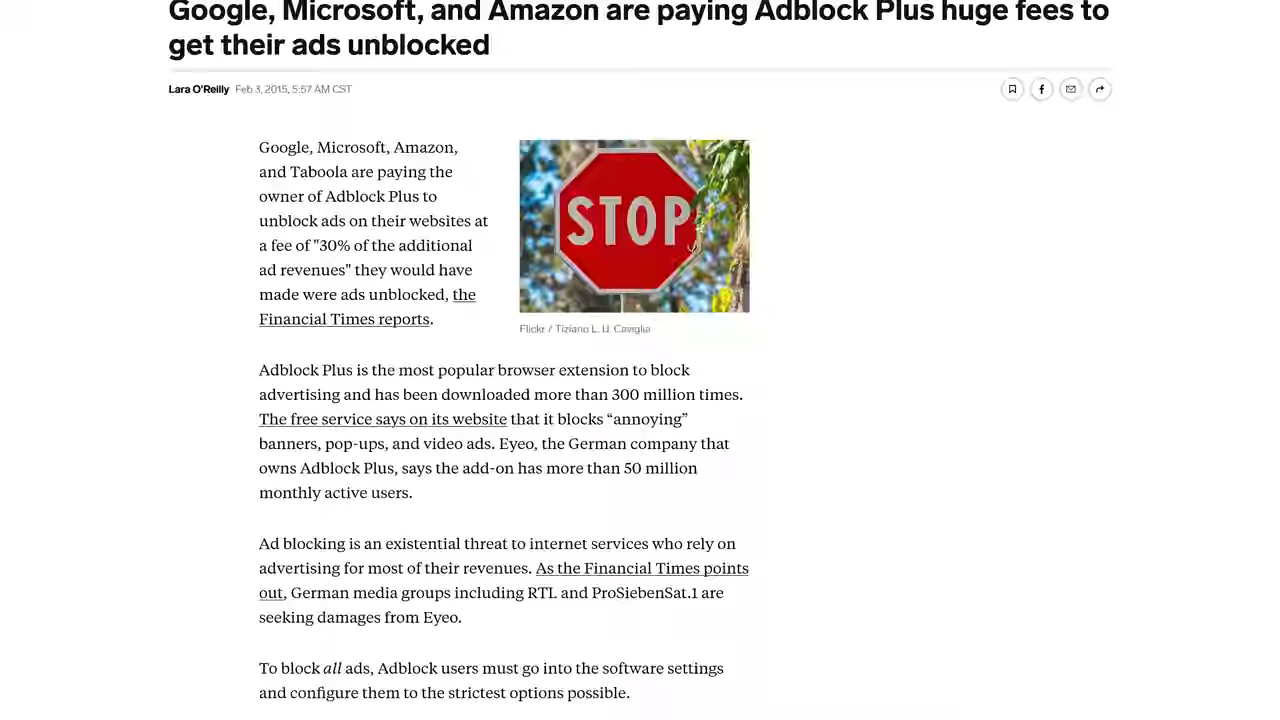 Google, Microsoft, and Amazon are paying Adblock Plus huge fees to
get their ads unblocked
Lara O'Reilly Feb 3, 2015, 5:57 AM CST
Google, Microsoft, Amazon,
and Taboola are paying the
owner of Adblock Plus to
unblock ads on their websites at
a fee of "30% of the additional
ad revenues" they would have
made were ads unblocked, the
Financial Times reports.
STOP
Flickr / Tiziano L. U. Caviglia
Adblock Plus is the most popular browser extension to block
advertising and has been downloaded more than 300 million times.
The free service says on its website that it blocks “annoying”
banners, pop-ups, and video ads. Eyeo, the German company that
owns Adblock Plus, says the add-on has more than 50 million
monthly active users.
Ad blocking is an existential threat to internet services who rely on
advertising for most of their revenues. As the Financial Times points
out, German media groups including RTL and ProSiebenSat.1 are
seeking damages from Eyeo.
To block all ads, Adblock users must go into the software settings
and configure them to the strictest options possible.